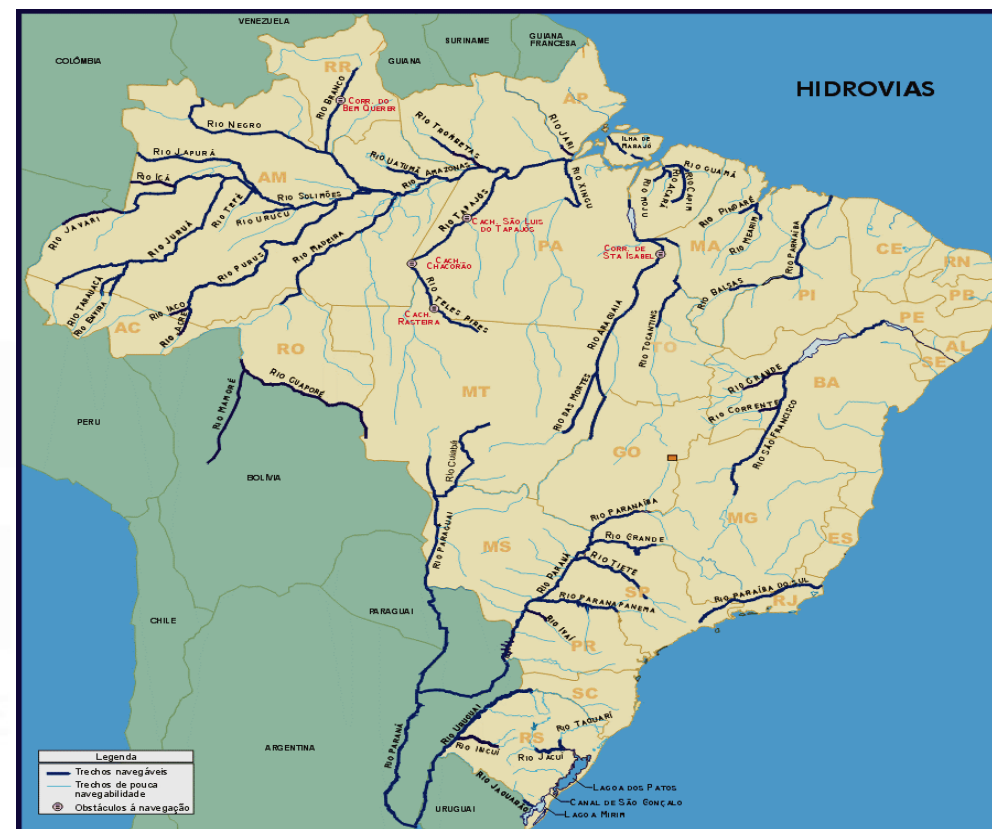 VENEZUELA
SURINAME
GUIANA
FRANCESA
COLÔMBIA
GUIANA
HIDROVIAS
RR
AP
RIO BRANCO
CORR. DO
BEM QUERER
RIO NEGRO
RIO TROMBETAS
RIO JARI
ILHA DE
MARAJÓ
RIO JAPURÁ
RIO UATUMÃ
RIO AMAZONAS
RIO GUAMÁ
RIO IÇÁ
AM
RIO SOLIMÕES
RIO TEFÉ
RIO URUCU
RIO XINGU
RIO MOJU
RIO ACARÁ
RIO CAPIM
RIO JAVARI
RIO JURUÁ
RIO PURUS
RIO MADEIRA
RIO TAPAJÓS
CACH. SÃO LUIS
DO TAPAJÓS
PA
RIO PINDARÉ
RIO MEARIM
MA
RIO PARNAÍBA
CE
RN
CORR. DE
STA ISABEL
CACH.
CHACORÃO
RIO TARAUACÁ
RIO ENVIRA
RIO IACO
RIO ACRE
AC
RIO TELES PIRES
CACH.
RASTEIRA
RIO BALSAS
PI
PB
PE
AL
SE
RO
RIO ARAGUAIA
RIO TOCANTINS
TO
RIO MAMORÉ
RIO GUAPORÉ
MT
RIO DAS MORTES
RIO GRANDE
BA
RIO CORRENTE
RIO SÃO FRANCISCO
PERU
BOLÍVIA
RIO CUIABÁ
GO
RIO PARAGUAI
RIO PARANAÍBA
MG
ES
MS
RIO GRANDE
RIO PARANÁ
RIO TIETE
SP
RIO PARAÍBA DO SUL
RJ
RIO PARANAPANEMA
PARAGUAI
CHILE
RIO IVAÍ
PR
SC
RIO URUGUAI
RIO TAQUARÍ
RS
RIO PARANÁ
ARGENTINA
RIO JACUÍ
RIO JAGUARÃO
LAGOA DOS PATOS
CANAL DE SÃO GONÇALO
LAGOA MIRIM
URUGUAI
Legenda
Trechos navegáveis
Trechos de pouca
navegabilidade
Obstáculos à navegação